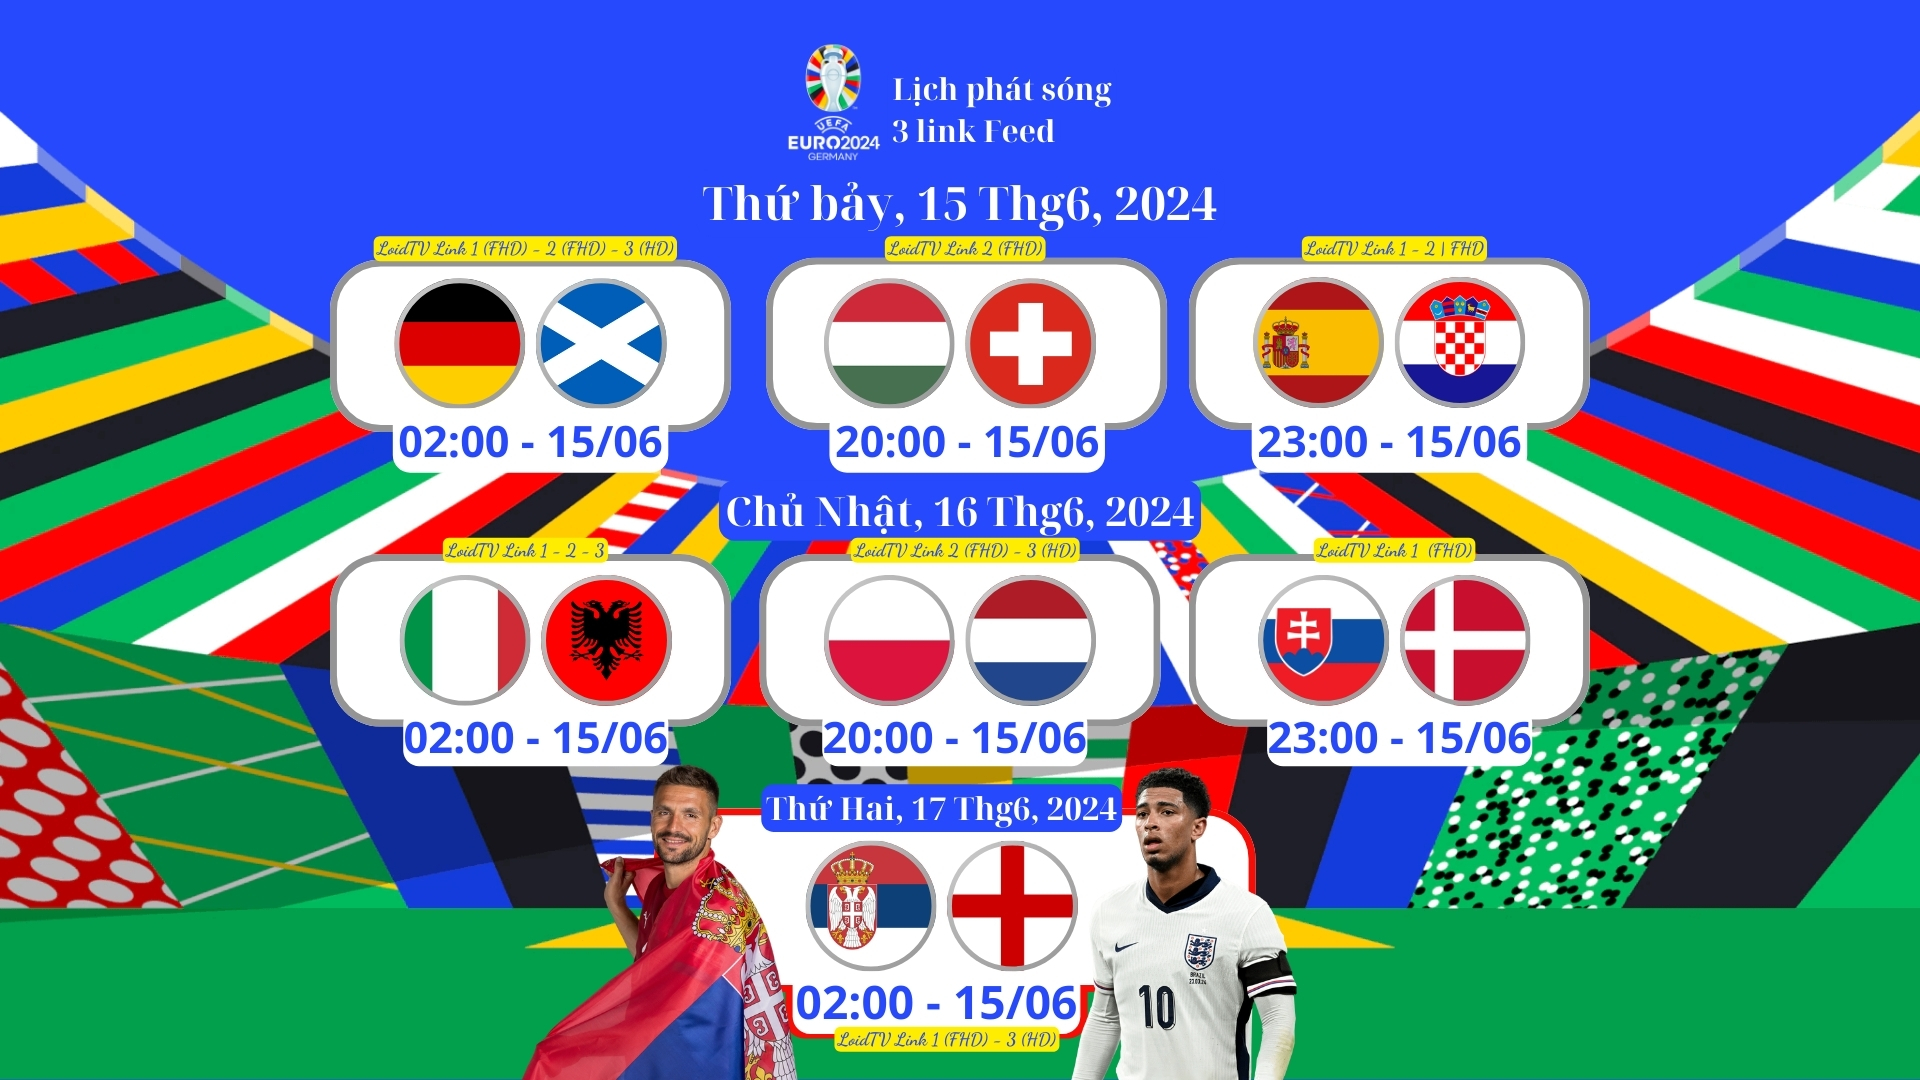 UEFA
EURO2024
GERMANY
Lịch phát sóng
3 link Feed
Thứ bảy, 15 Thg6, 2024
LoidTV Link 1 (FHD) - 2 (FHD) - 3 (HD)
LoidTV Link 2 (FHD)
LoidTV Link 1 - 2 | FHD
02:00 - 15/06
20:00 - 15/06
23:00 - 15/06
Chủ Nhật, 16 Thg6, 2024
LoidTV Link 1 - 2 - 3
LoidTV Link 2 (FHD) - 3 (HD)
LoidTV Link 1 (FHD)
02:00 - 15/06
20:00 - 15/06
23:00 - 15/06
Thứ Hai, 17 Thg6, 2024
BRAZIL
23.03.24
10
02:00 - 15/06
LoidTV Link 1 (FHD) - 3 (HD)